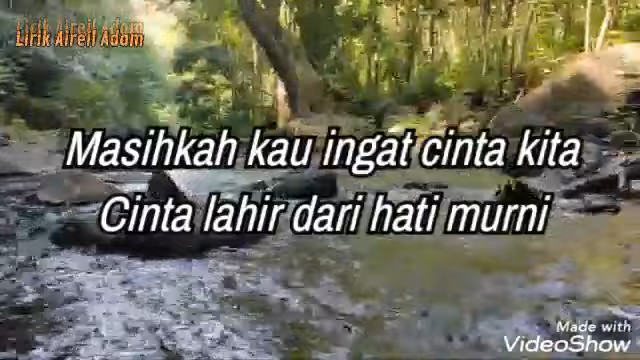 Lirik Aireil Adam
Masihkah kau ingat cinta kita
Cinta lahir dari hati murni
Made with
VideoShow